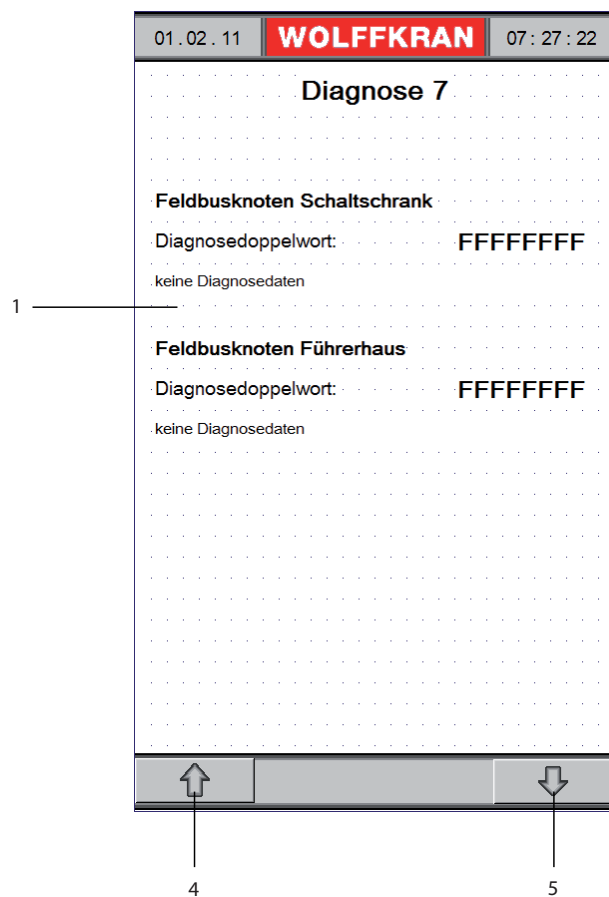 01.02.11 WOLFFKRAN 07:27:22
Diagnose 7
Feldbusknoten Schaltschrank
Diagnosedoppelwort: FFFFFFFF
keine Diagnosedaten
1
Feldbusknoten Führerhaus
Diagnosedoppelwort: FFFFFFFF
keine Diagnosedaten
4 5